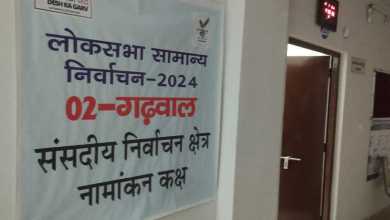 DESH KA GARV
लोकसभा सामान्य
निर्वाचन-2024
02-गढ़वाल
संसदीय निर्वाचन क्षेत्र
नामांकन कक्ष